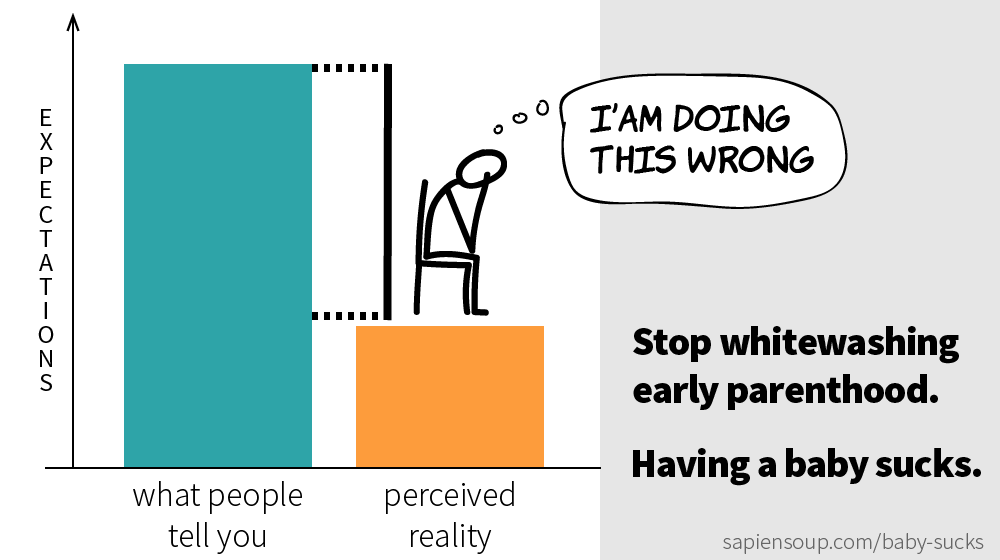 EXPECTATIONS
I'AM DOING
THIS WRONG
what people
tell you
perceived
reality
Stop whitewashing
early parenthood.
Having a baby sucks.
sapiensoup.com/baby-sucks